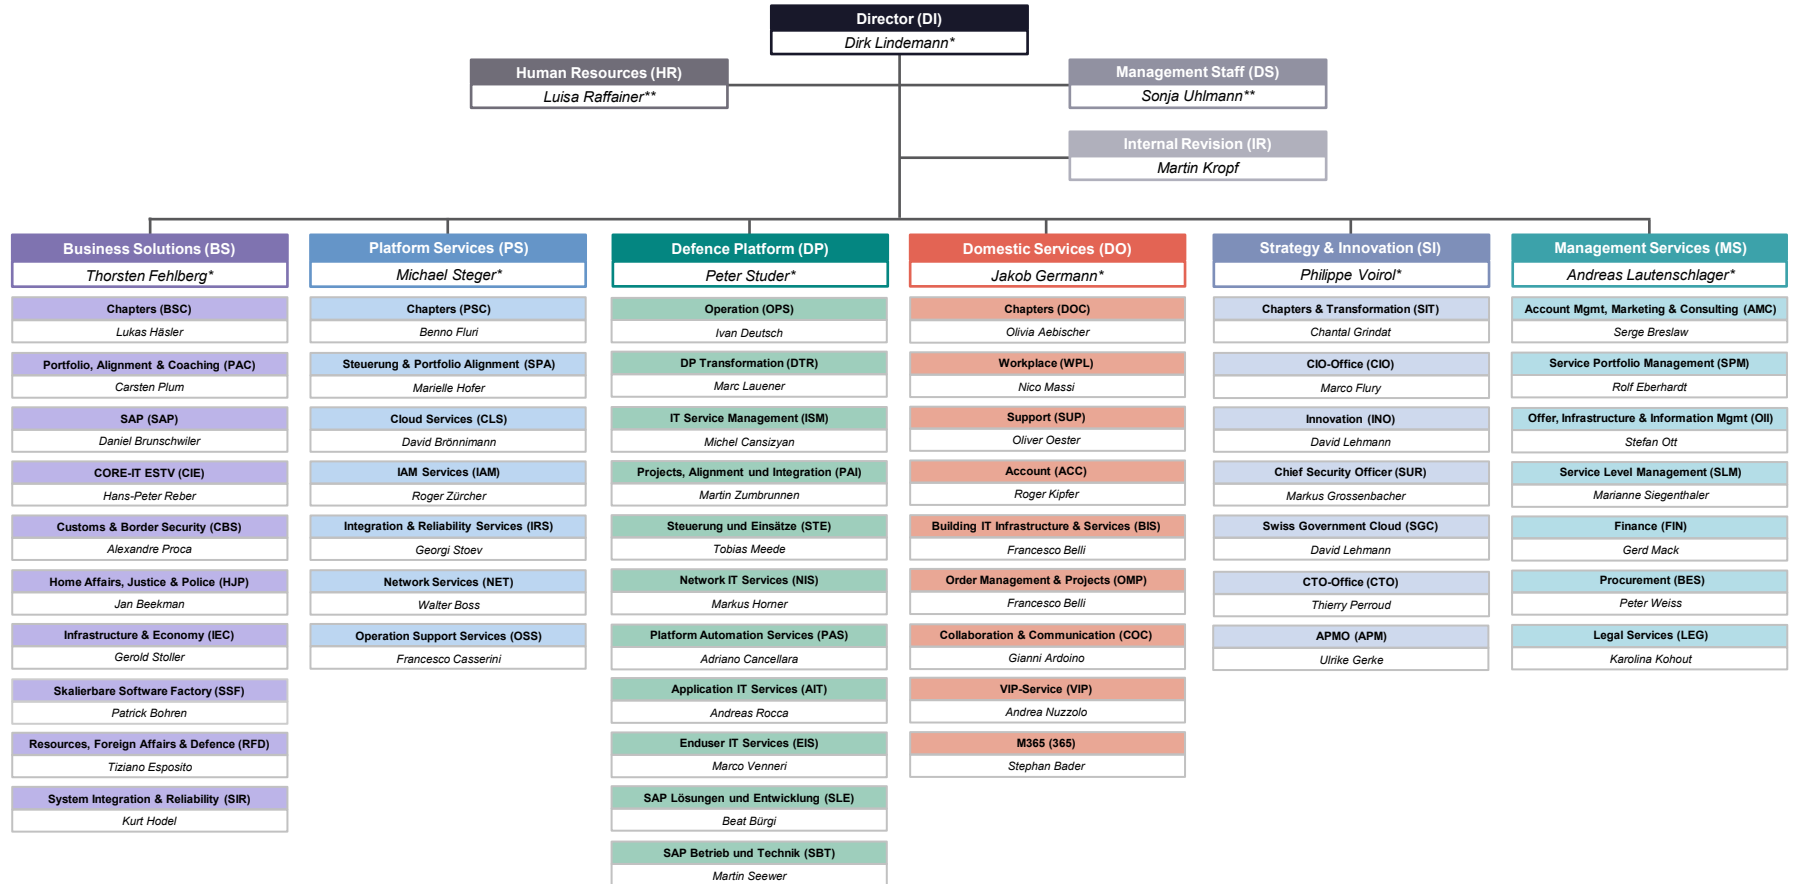 Director (DI)
Dirk Lindemann*
Human Resources (HR)
Luisa Raffainer**
Management Staff (DS)
Sonja Uhlmann**
Internal Revision (IR)
Martin Kropf
Business Solutions (BS)
Thorsten Fehlberg*
Chapters (BSC)
Lukas Häsler
Portfolio, Alignment & Coaching (PAC)
Carsten Plum
SAP (SAP)
Daniel Brunschwiler
CORE-IT ESTV (CIE)
Hans-Peter Reber
Customs & Border Security (CBS)
Alexandre Proca
Home Affairs, Justice & Police (HJP)
Jan Beekman
Infrastructure & Economy (IEC)
Gerold Stoller
Skalierbare Software Factory (SSF)
Patrick Bohren
Resources, Foreign Affairs & Defence (RFD)
Tiziano Esposito
System Integration & Reliability (SIR)
Kurt Hodel
Platform Services (PS)
Michael Steger*
Chapters (PSC)
Benno Fluri
Steuerung & Portfolio Alignment (SPA)
Marielle Hofer
Cloud Services (CLS)
David Brönnimann
IAM Services (IAM)
Roger Zürcher
Integration & Reliability Services (IRS)
Georgi Stoev
Network Services (NET)
Walter Boss
Operation Support Services (OSS)
Francesco Casserini
Defence Platform (DP)
Peter Studer*
Operation (OPS)
Ivan Deutsch
DP Transformation (DTR)
Marc Lauener
IT Service Management (ISM)
Michel Cansizyan
Projects, Alignment und Integration (PAI)
Martin Zumbrunnen
Steuerung und Einsätze (STE)
Tobias Meede
Network IT Services (NIS)
Markus Horner
Platform Automation Services (PAS)
Adriano Cancellara
Application IT Services (AIT)
Andreas Rocca
Enduser IT Services (EIS)
Marco Venneri
SAP Lösungen und Entwicklung (SLE)
Beat Bürgi
SAP Betrieb und Technik (SBT)
Martin Seewer
Domestic Services (DO)
Jakob Germann*
Chapters (DOC)
Olivia Aebischer
Workplace (WPL)
Nico Massi
Support (SUP)
Oliver Oester
Account (ACC)
Roger Kipfer
Building IT Infrastructure & Services (BIS)
Francesco Belli
Order Management & Projects (OMP)
Francesco Belli
Collaboration & Communication (COC)
Gianni Ardoino
VIP-Service (VIP)
Andrea Nuzzolo
M365 (365)
Stephan Bader
Strategy & Innovation (SI)
Philippe Voirol*
Chapters & Transformation (SIT)
Chantal Grindat
CIO-Office (CIO)
Marco Flury
Innovation (INO)
David Lehmann
Chief Security Officer (SUR)
Markus Grossenbacher
Swiss Government Cloud (SGC)
David Lehmann
CTO-Office (CTO)
Thierry Perroud
APMO (APM)
Ulrike Gerke
Management Services (MS)
Andreas Lautenschlager*
Account Mgmt, Marketing & Consulting (AMC)
Serge Breslaw
Service Portfolio Management (SPM)
Rolf Eberhardt
Offer, Infrastructure & Information Mgmt (OII)
Stefan Ott
Service Level Management (SLM)
Marianne Siegenthaler
Finance (FIN)
Gerd Mack
Procurement (BES)
Peter Weiss
Legal Services (LEG)
Karolina Kohout